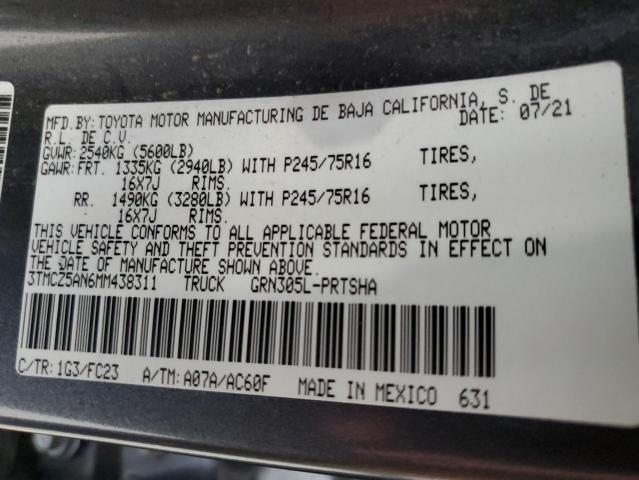 MFD.BY:TOYOTA MOTOR MANUFACTURING DE BAJA CALIFORNIA, S. DE
R.L. DE C.V. DATE: 07/21
GVWR:2540KG (5600LB)
GAWR:FRT. 1335KG (2940LB) WITH P245/75R16 TIRES,
16X7J RIMS.
RR. 1490KG (3280LB) WITH P245/75R16 TIRES,
16X7J RIMS.
THIS VEHICLE CONFORMS TO ALL APPLICABLE FEDERAL MOTOR
VEHICLE SAFETY AND THEFT PREVENTION STANDARDS IN EFFECT ON
THE DATE OF MANUFACTURE SHOWN ABOVE.
3TMCZ5AN6MM438311 TRUCK GRN305L-PRTSHA
C/TR: 1G3/FC23 A/TM: A07A/AC60F MADE IN MEXICO 631